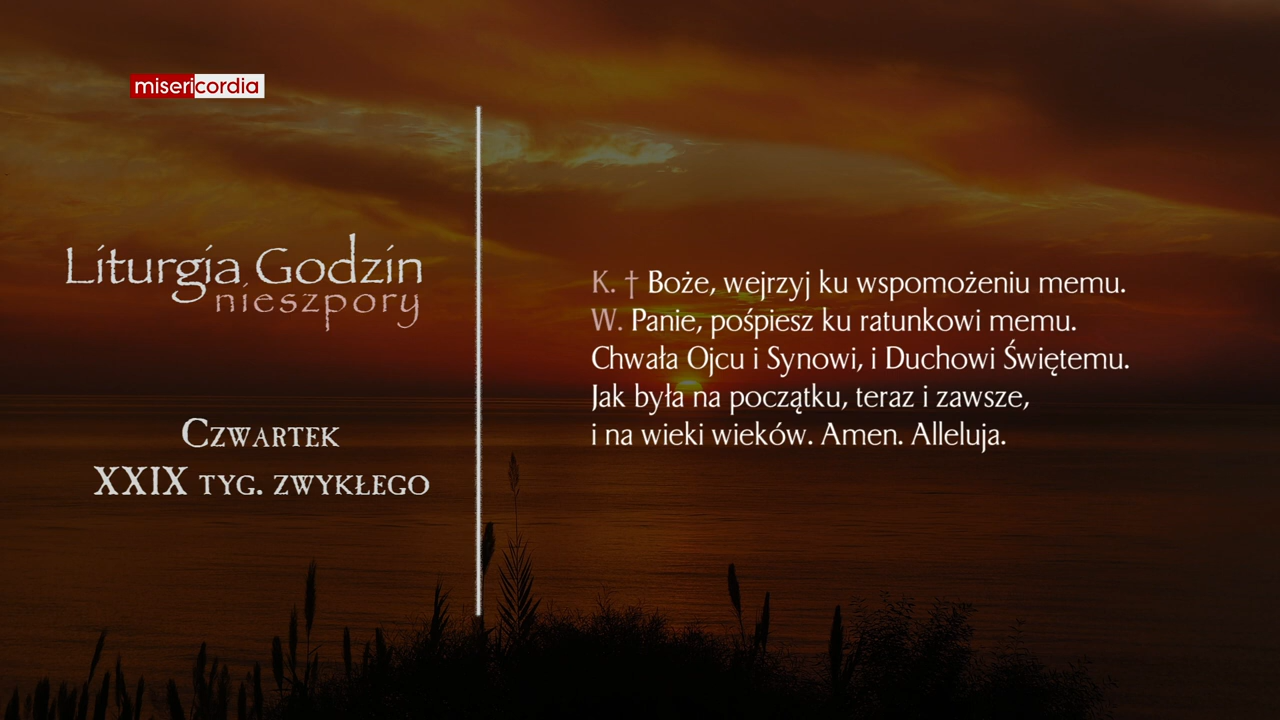 misericordia
Liturgia Godzin
nieszpory
Czwartek
XXIX tyg. zwykłego
K. † Boże, wejrzyj ku wspomożeniu memu.
W. Panie, pośpiesz ku ratunkowi memu.
Chwała Ojcu i Synowi, i Duchowi Świętemu.
Jak była na początku, teraz i zawsze,
i na wieki wieków. Amen. Alleluja.